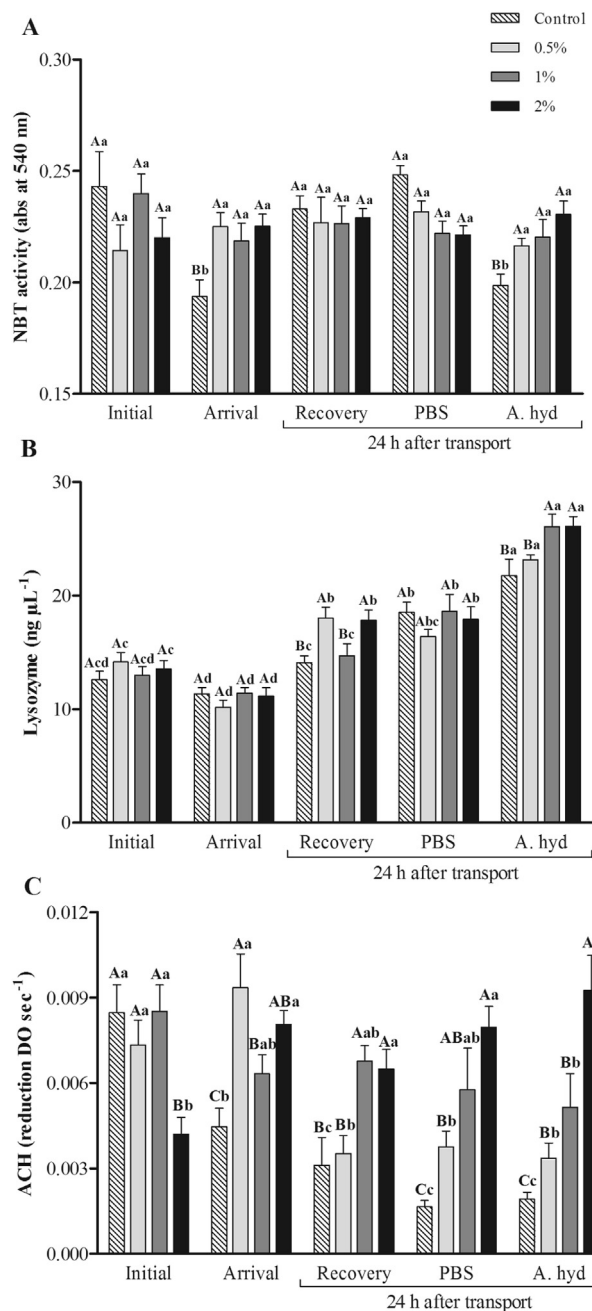 A
Control
0.5%
1%
2%
NBT activity (abs at 540 nn)
0.30
0.25
0.20
0.15
Aa Aa Aa Aa
Bb Aa Aa Aa
Aa Aa Aa Aa
Aa Aa Aa Aa
Bb Aa Aa Aa
Initial Arrival Recovery PBS A. hyd
24 h after transport
B
Lysozyme (ng µL⁻¹)
30
20
10
0
Acd Ac Acd Ac
Ad Ad Ad Ad
Bc Ab Bc Ab
Ab Abc Ab Ab
Ba Ba Aa Aa
Initial Arrival Recovery PBS A. hyd
24 h after transport
C
ACH (reduction DO sec⁻¹)
0.012
0.009
0.006
0.003
0.000
Aa Aa Aa Bb
Cb Aa Bab ABa
Bc Bb Aab Aa
Cc Bb ABab Aa
Cc Bb Bb
Initial Arrival Recovery PBS A. hyd
24 h after transport